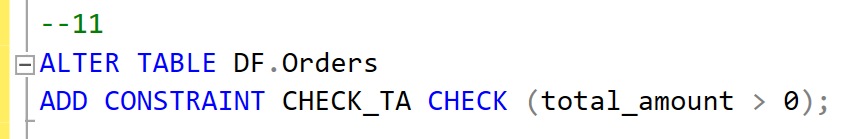 --11
ALTER TABLE DF.Orders
ADD CONSTRAINT CHECK_TA CHECK (total_amount > 0);